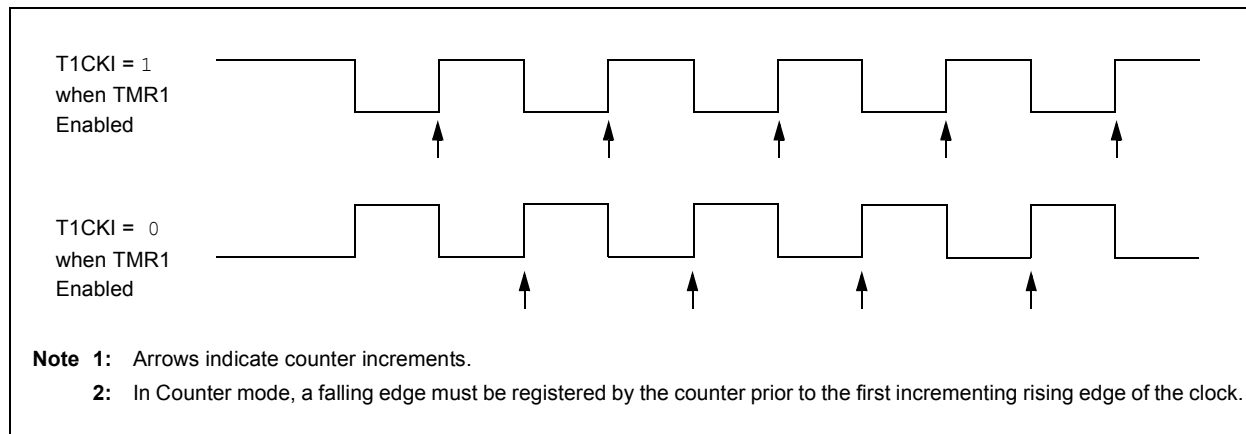 T1CKI = 1
when TMR1
Enabled
T1CKI = 0
when TMR1
Enabled
Note 1: Arrows indicate counter increments.
2: In Counter mode, a falling edge must be registered by the counter prior to the first incrementing rising edge of the clock.